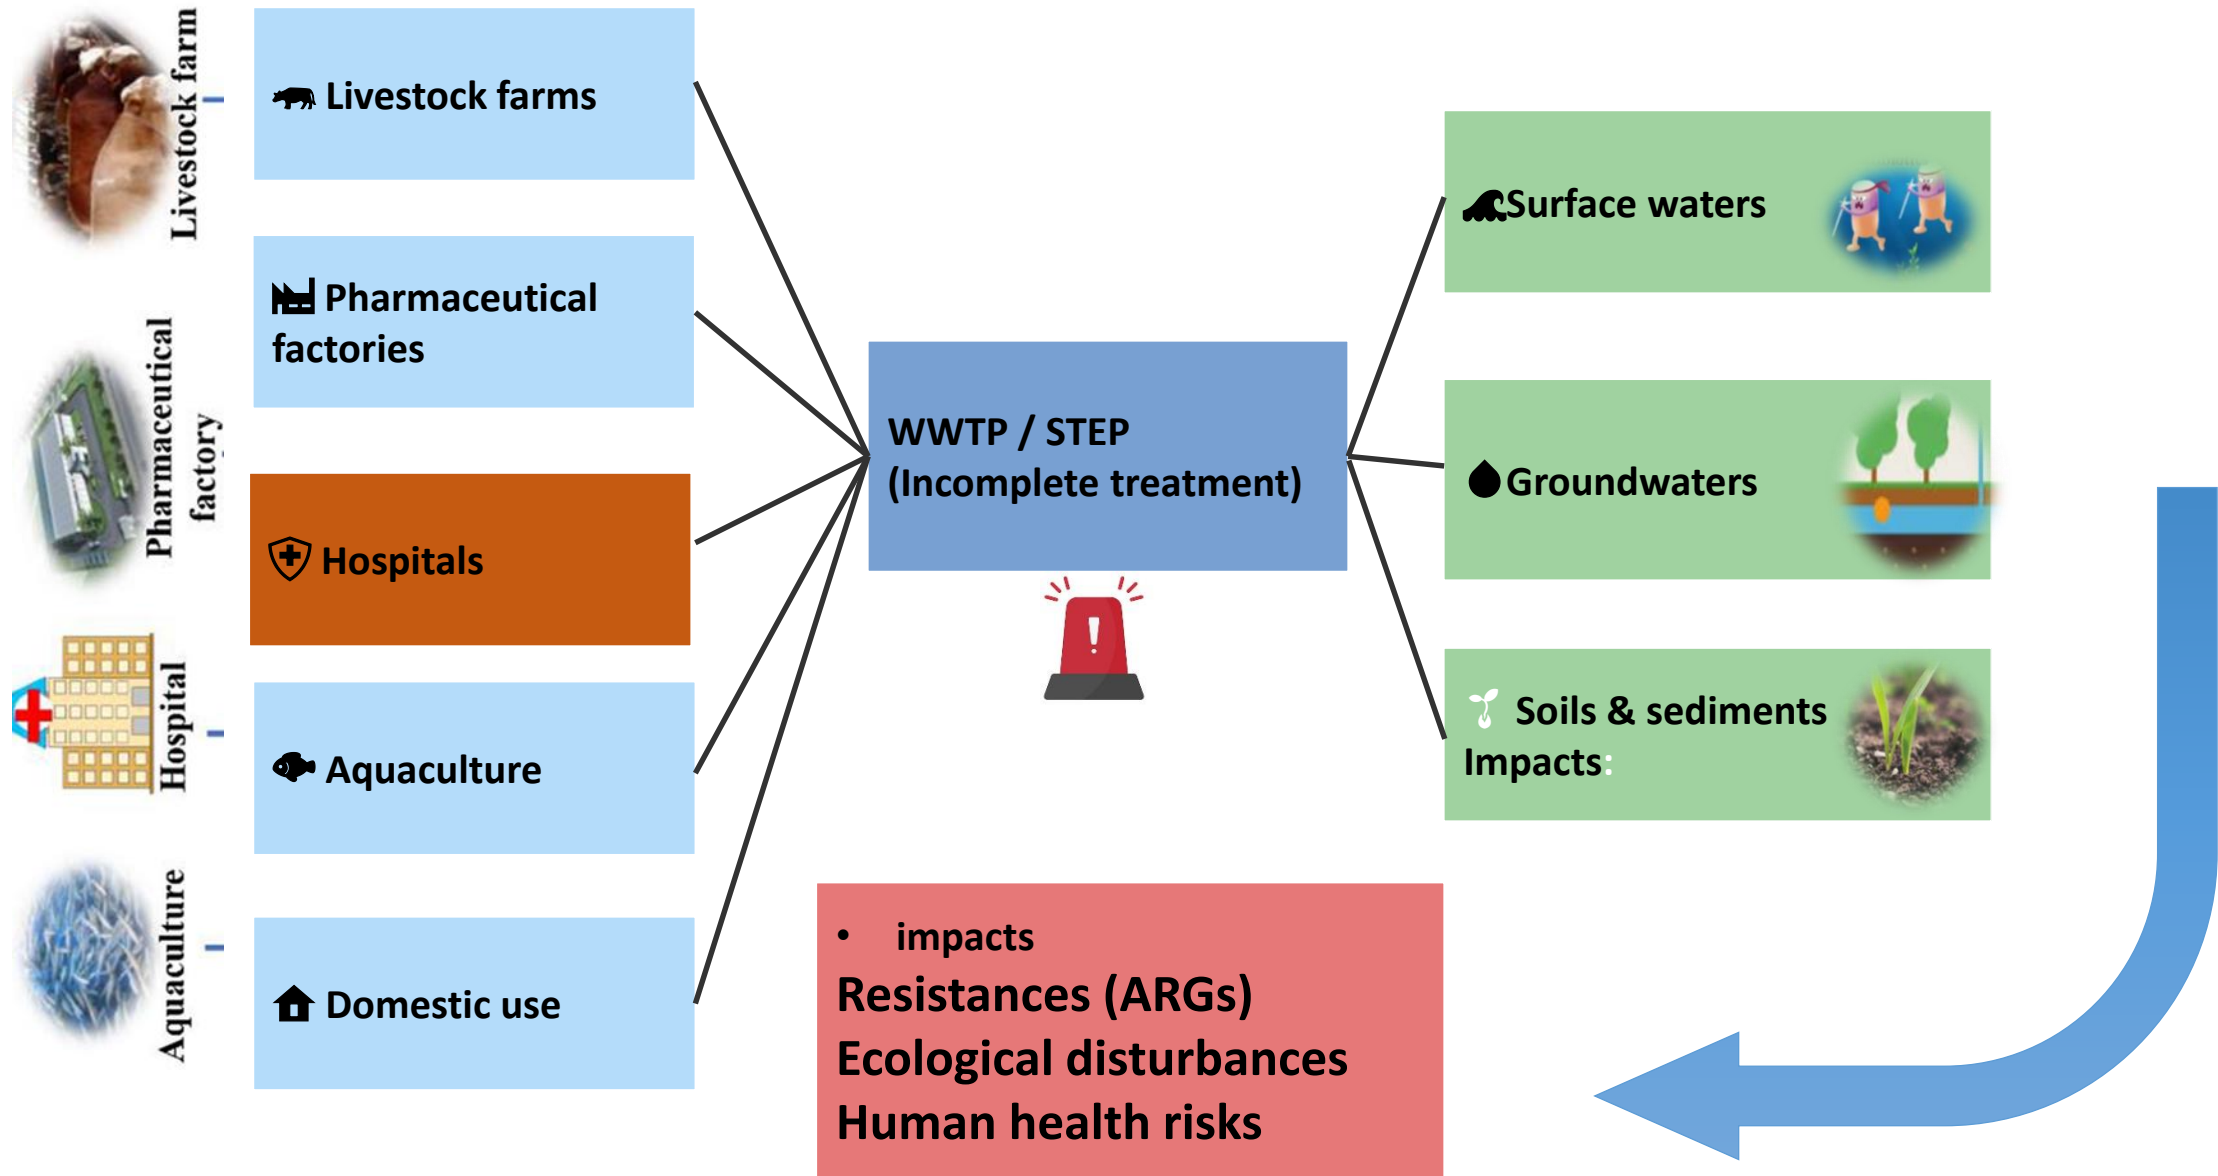 Livestock farm
Pharmaceutical
factory
Hospital
Aquaculture
Livestock farms
Pharmaceutical
factories
Hospitals
Aquaculture
Domestic use
WWTP / STEP
(Incomplete treatment)
!
Surface waters
Groundwaters
Soils & sediments
Impacts:
• impacts
Resistances (ARGs)
Ecological disturbances
Human health risks